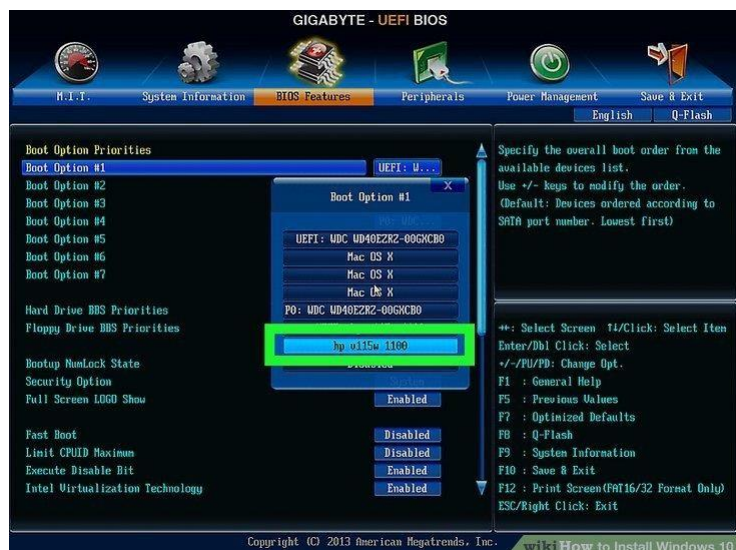 GIGABYTE - UEFI BIOS
M.I.T. System Information BIOS Features Peripherals Power Management Save & Exit
English Q-Flash
Boot Option Priorities
Boot Option #1 UEFI: W...
Boot Option #2
Boot Option #3
Boot Option #4
Boot Option #5
Boot Option #6
Boot Option #7
Hard Drive BBS Priorities
Floppy Drive BBS Priorities
Bootup NumLock State
Security Option System
Full Screen LOGO Show Enabled
Fast Boot Disabled
Limit CPUID Maximum Disabled
Execute Disable Bit Enabled
Intel Virtualization Technology Enabled
Boot Option #1 X
UEFI: WDC WD40EZRZ-00GXCB0
Mac OS X
Mac OS X
Mac OS X
P0: WDC WD40EZRZ-00GXCB0
hp v115w 1100
Disabled
Specify the overall boot order from the
available devices list.
Use +/- keys to modify the order.
(Default: Devices ordered according to
SATA port number. Lowest first)
↔: Select Screen ↑↓/Click: Select Item
Enter/Dbl Click: Select
+/-/PU/PD: Change Opt.
F1 : General Help
F5 : Previous Values
F7 : Optimized Defaults
F8 : Q-Flash
F9 : System Information
F10 : Save & Exit
F12 : Print Screen(FAT16/32 Format Only)
ESC/Right Click: Exit
Copyright (C) 2013 American Megatrends, Inc.
wikiHow to Install Windows 10